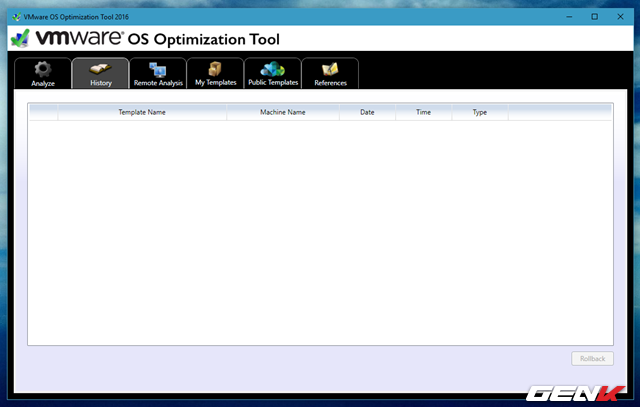 VMware OS Optimization Tool 2016
vmware® OS Optimization Tool
Analyze History Remote Analysis My Templates Public Templates References
Template Name Machine Name Date Time Type
Rollback
GENK